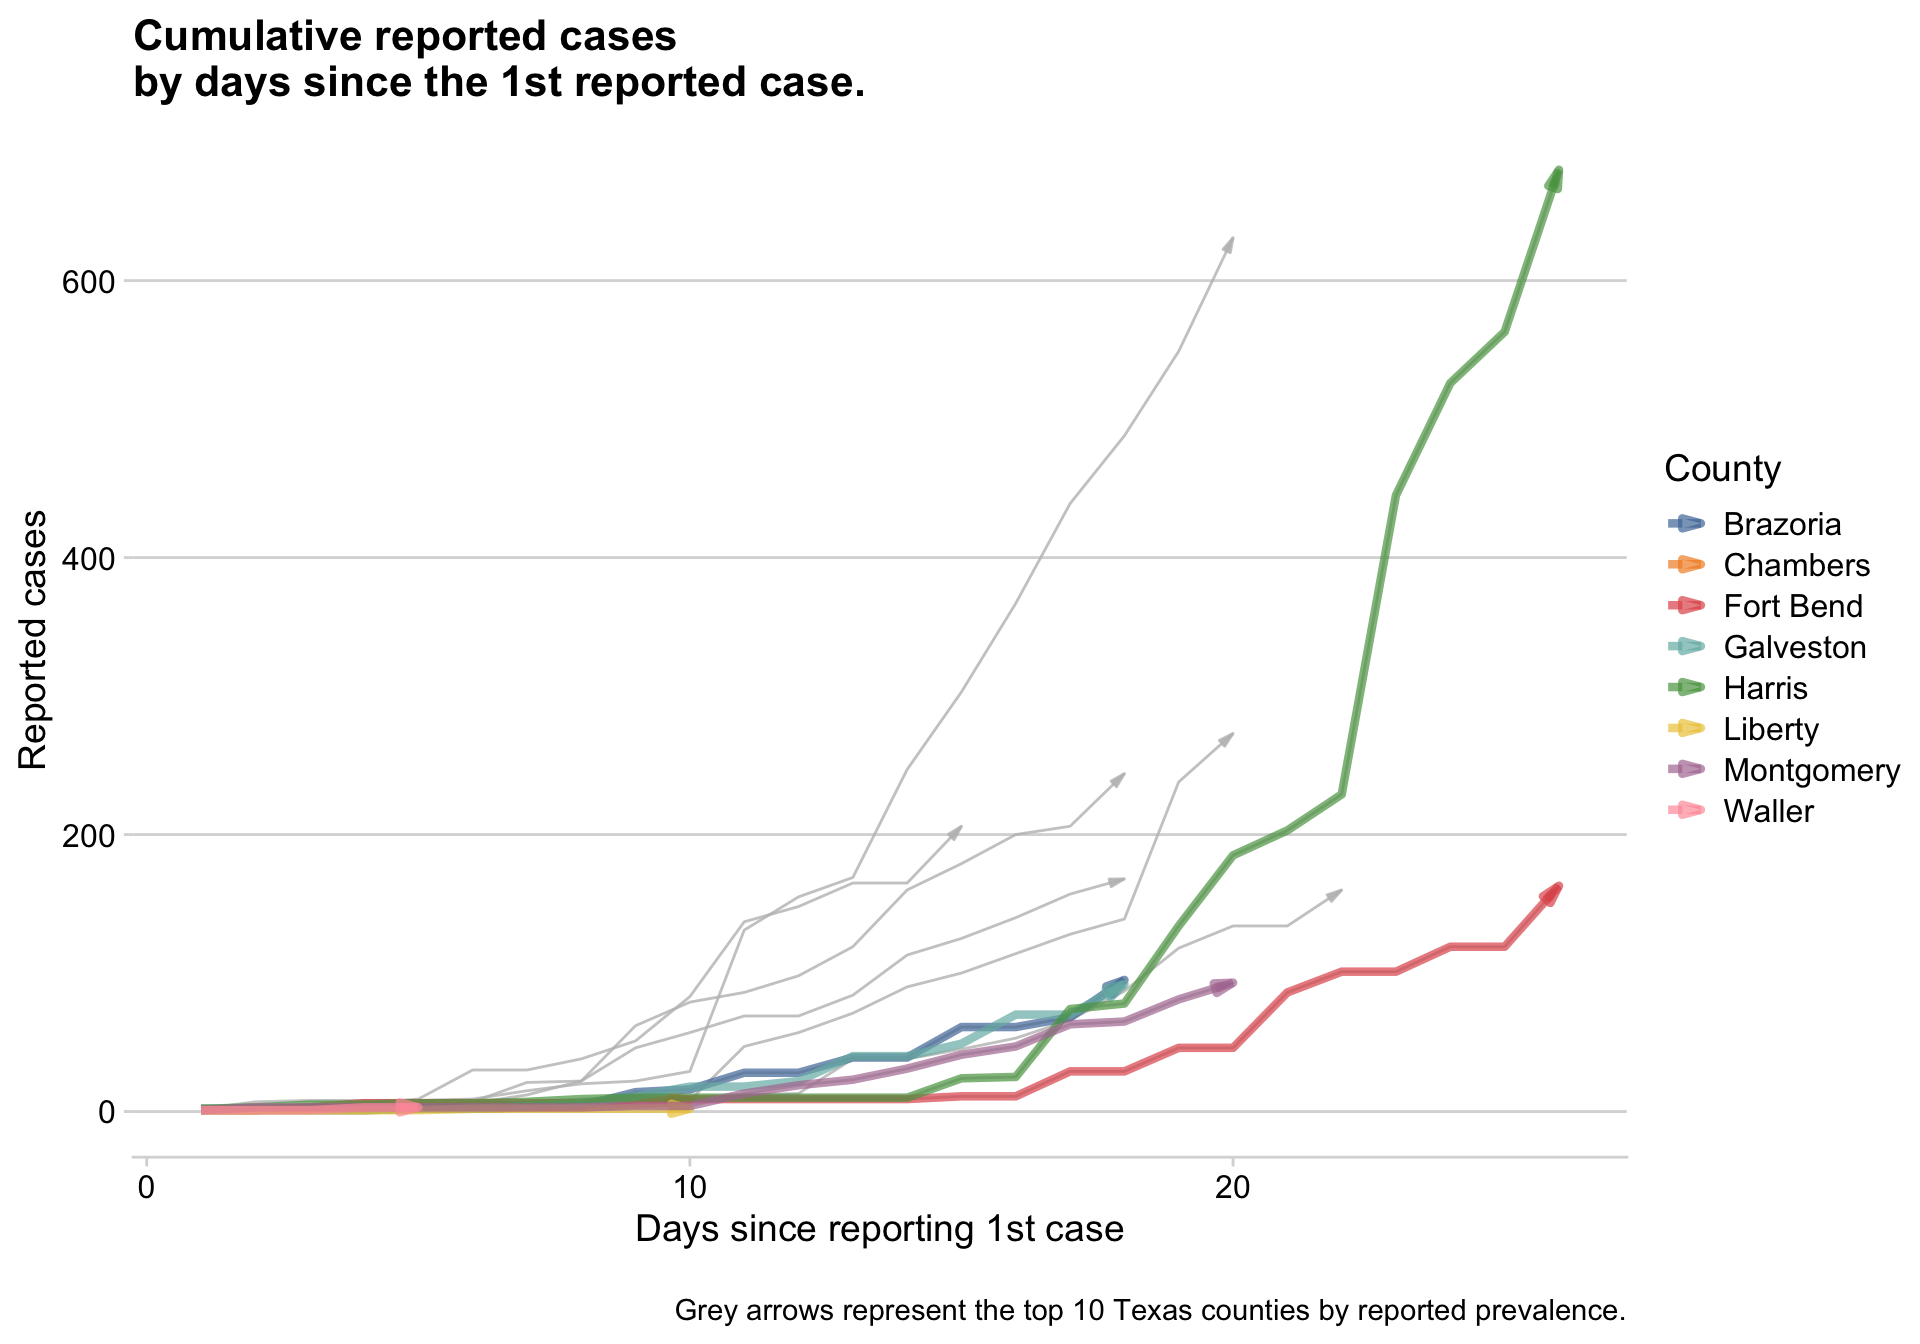 Cumulative reported cases
by days since the 1st reported case.
600
400
200
0
Reported cases
0
10
20
Days since reporting 1st case
County
Brazoria
Chambers
Fort Bend
Galveston
Harris
Liberty
Montgomery
Waller
Grey arrows represent the top 10 Texas counties by reported prevalence.